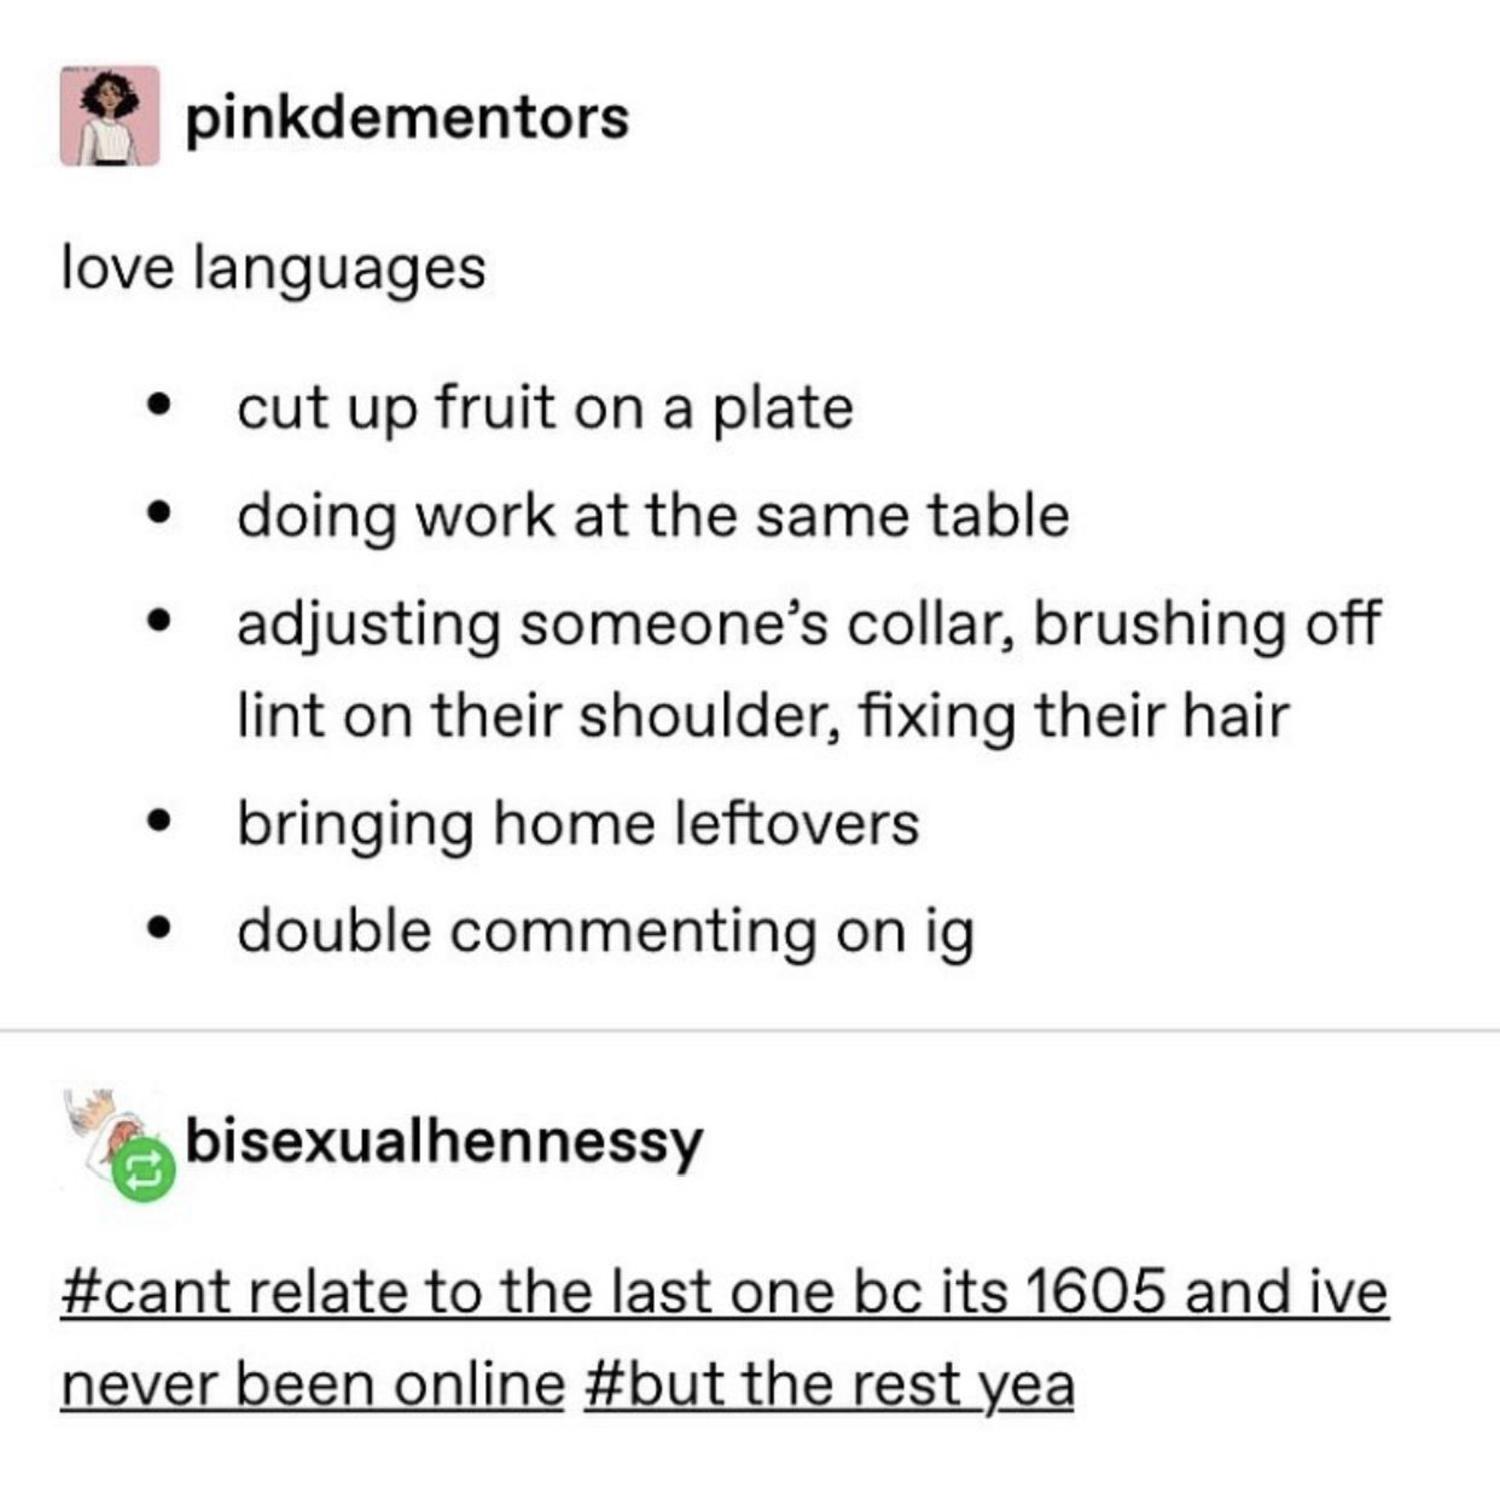 pinkdementors
love languages
• cut up fruit on a plate
• doing work at the same table
• adjusting someone’s collar, brushing off
lint on their shoulder, fixing their hair
• bringing home leftovers
• double commenting on ig
bisexualhennessy
#cant relate to the last one bc its 1605 and ive
never been online #but the rest yea